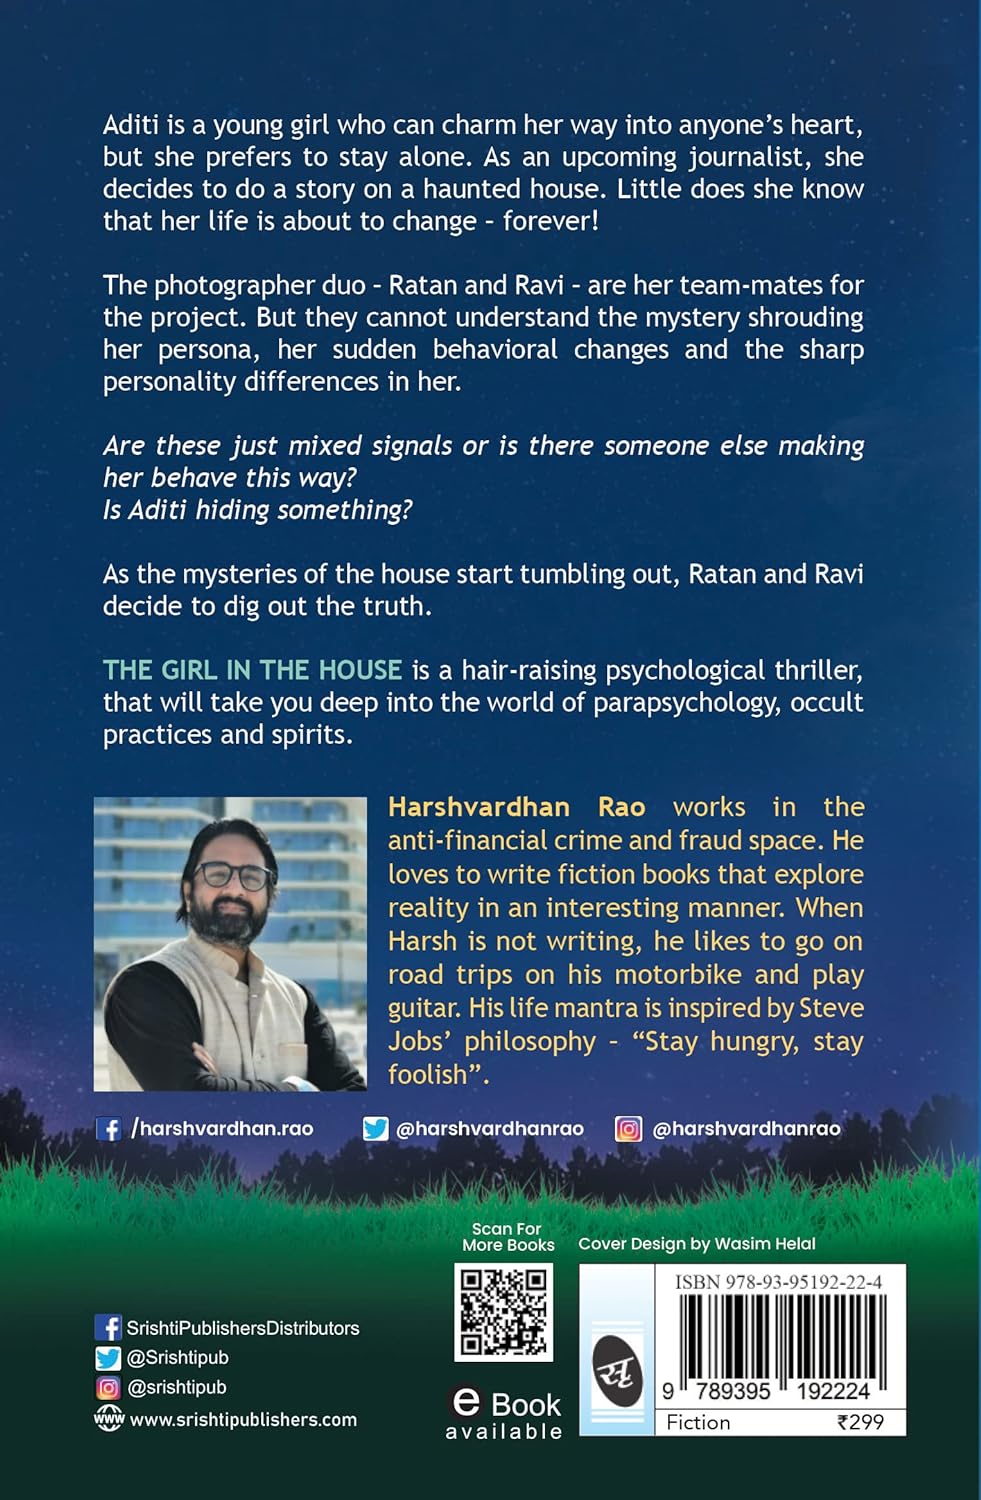 Aditi is a young girl who can charm her way into anyone's heart,
but she prefers to stay alone. As an upcoming journalist, she
decides to do a story on a haunted house. Little does she know
that her life is about to change – forever!
The photographer duo – Ratan and Ravi – are her team-mates for
the project. But they cannot understand the mystery shrouding
her persona, her sudden behavioral changes and the sharp
personality differences in her.
Are these just mixed signals or is there someone else making
her behave this way?
Is Aditi hiding something?
As the mysteries of the house start tumbling out, Ratan and Ravi
decide to dig out the truth.
THE GIRL IN THE HOUSE is a hair-raising psychological thriller,
that will take you deep into the world of parapsychology, occult
practices and spirits.
Harshvardhan Rao works in the
anti-financial crime and fraud space. He
loves to write fiction books that explore
reality in an interesting manner. When
Harsh is not writing, he likes to go on
road trips on his motorbike and play
guitar. His life mantra is inspired by Steve
Jobs' philosophy – “Stay hungry, stay
foolish”.
/harshvardhan.rao @harshvardhanrao @harshvardhanrao
SrishtiPublishersDistributors
@Srishtipub
@srishtipub
www.srishtipublishers.com
Scan For
More Books
e Book
available
Cover Design by Wasim Helal
ISBN 978-93-95192-22-4
सृ
9 789395 192224
Fiction ₹299